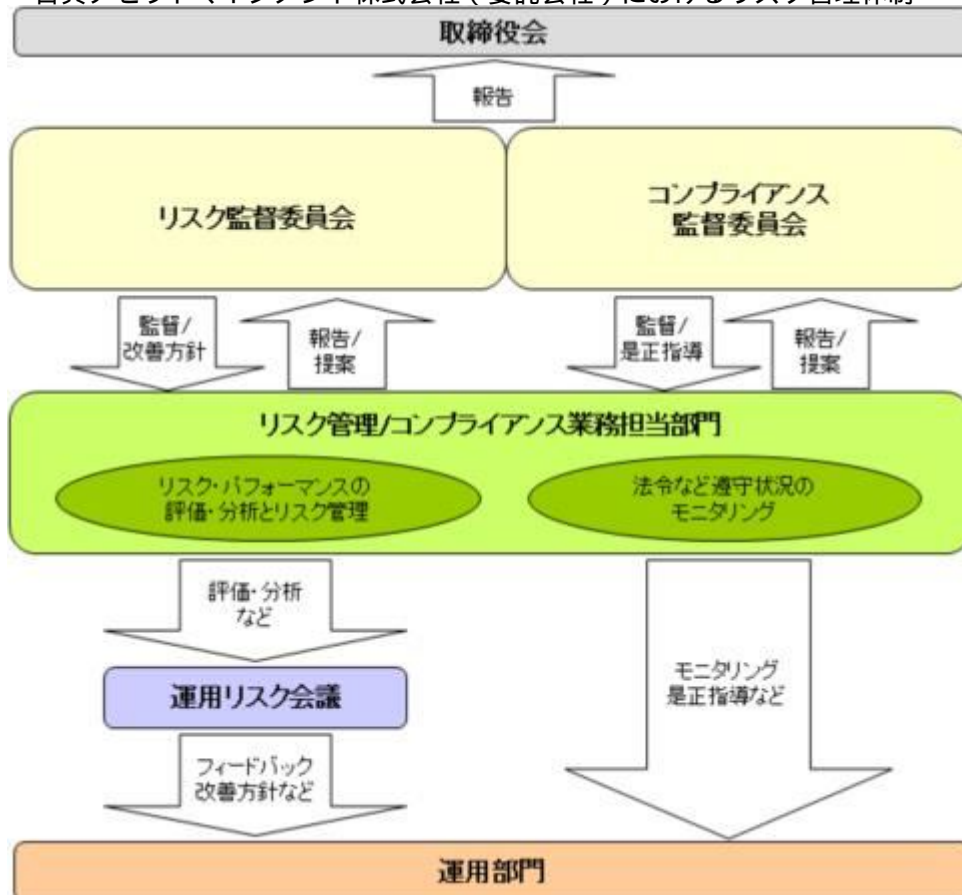 取締役会
報告
リスク監督委員会
コンプライアンス
監督委員会
監督/
改善方針
報告/
提案
監督/
是正指導
報告/
提案
リスク管理/コンプライアンス業務担当部門
リスク・パフォーマンスの
評価・分析とリスク管理
法令など遵守状況の
モニタリング
評価・分析
など
運用リスク会議
モニタリング
是正指導など
フィードバック
改善方針など
運用部門